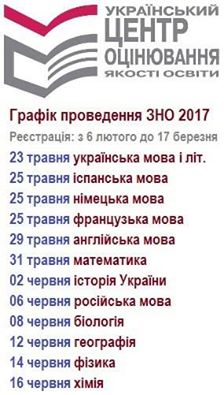 УКРАЇНСЬКИЙ
ЦЕНТР
ОЦІНЮВАННЯ
ЯКОСТІ ОСВІТИ
Графік проведення ЗНО 2017
Реєстрація: з 6 лютого до 17 березня
23 травня українська мова і літ.
25 травня іспанська мова
25 травня німецька мова
25 травня французька мова
29 травня англійська мова
31 травня математика
02 червня історія України
06 червня російська мова
08 червня біологія
12 червня географія
14 червня фізика
16 червня хімія